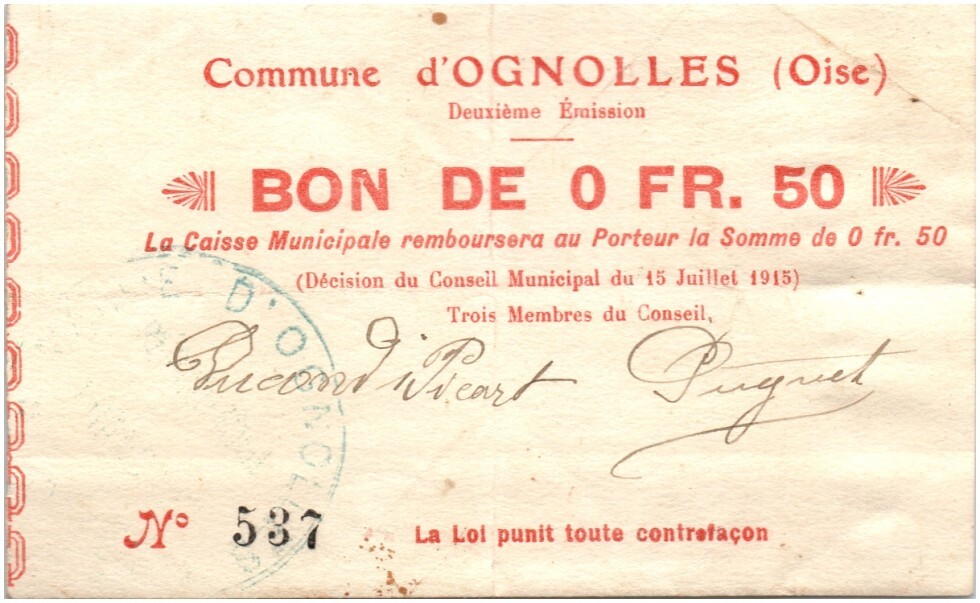 Commune d'OGNOLLES (Oise)
Deuxième Émission
BON DE 0 FR. 50
La Caisse Municipale remboursera au Porteur la Somme de 0 fr. 50
(Décision du Conseil Municipal du 15 Juillet 1915)
Trois Membres du Conseil,
Picart
D'OGNOLL
N° 537
La Loi punit toute contrefaçon